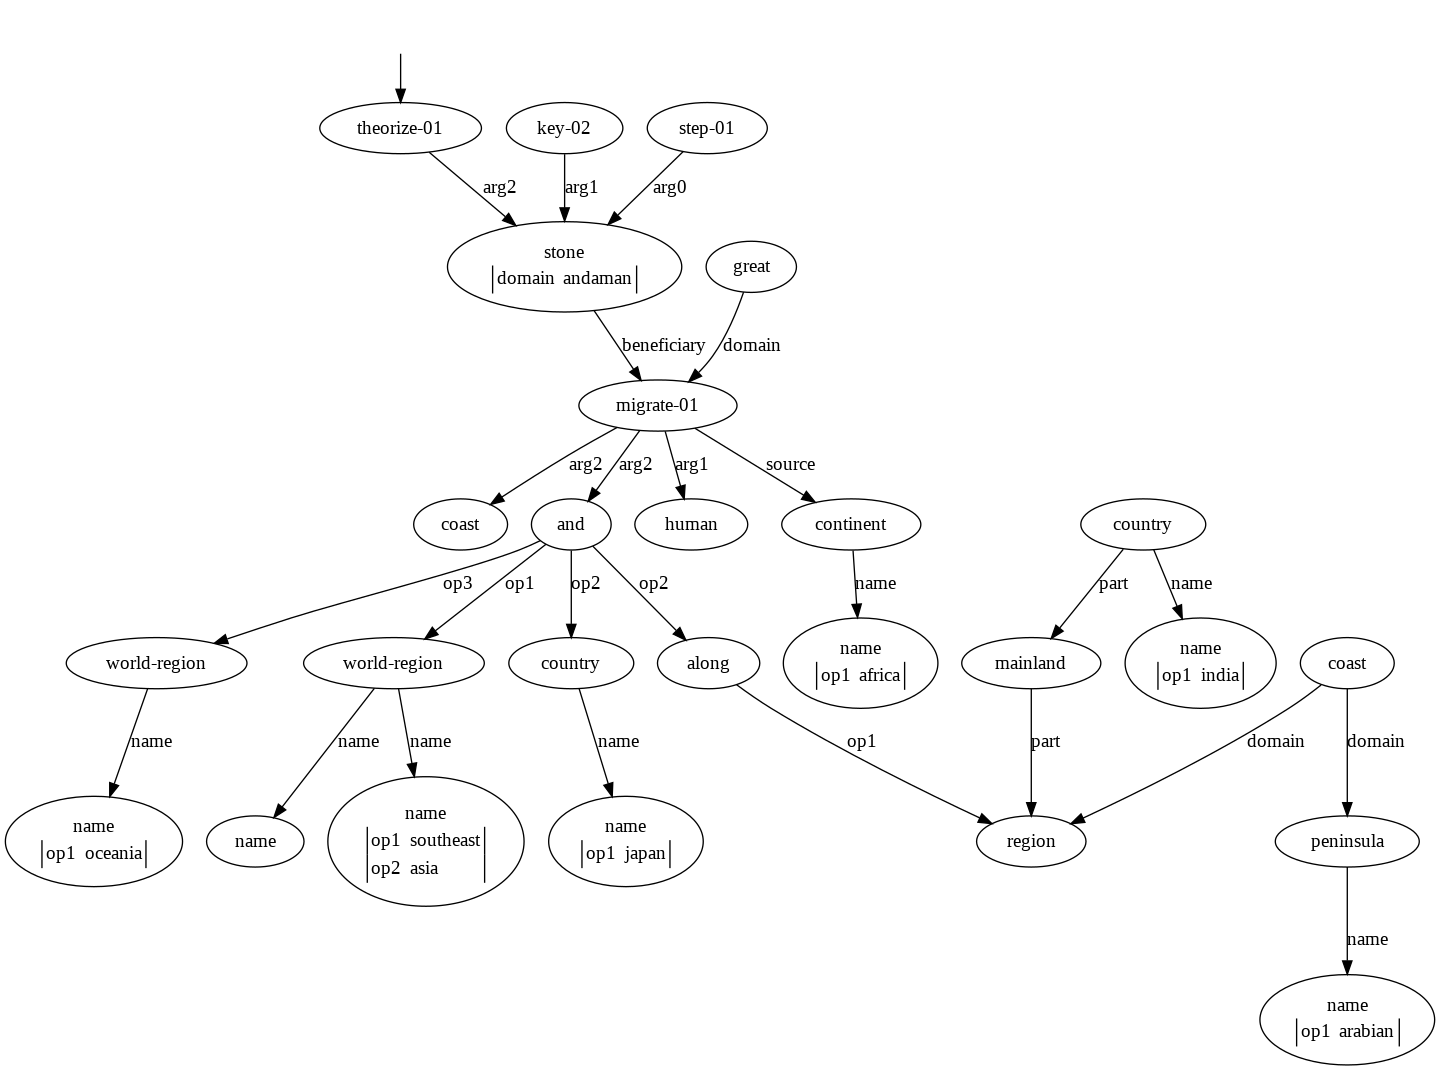 theorize-01
key-02
step-01
arg2
arg1
arg0
stone
domain andaman
great
beneficiary
domain
migrate-01
arg2
arg2
arg1
source
coast
and
human
continent
country
op3
op1
op2
op2
name
part
name
world-region
world-region
country
along
name
op1 africa
mainland
name
op1 india
coast
name
name
name
name
op1
part
domain
domain
name
op1 oceania
name
name
op1 southeast
op2 asia
name
op1 japan
region
peninsula
name
name
op1 arabian